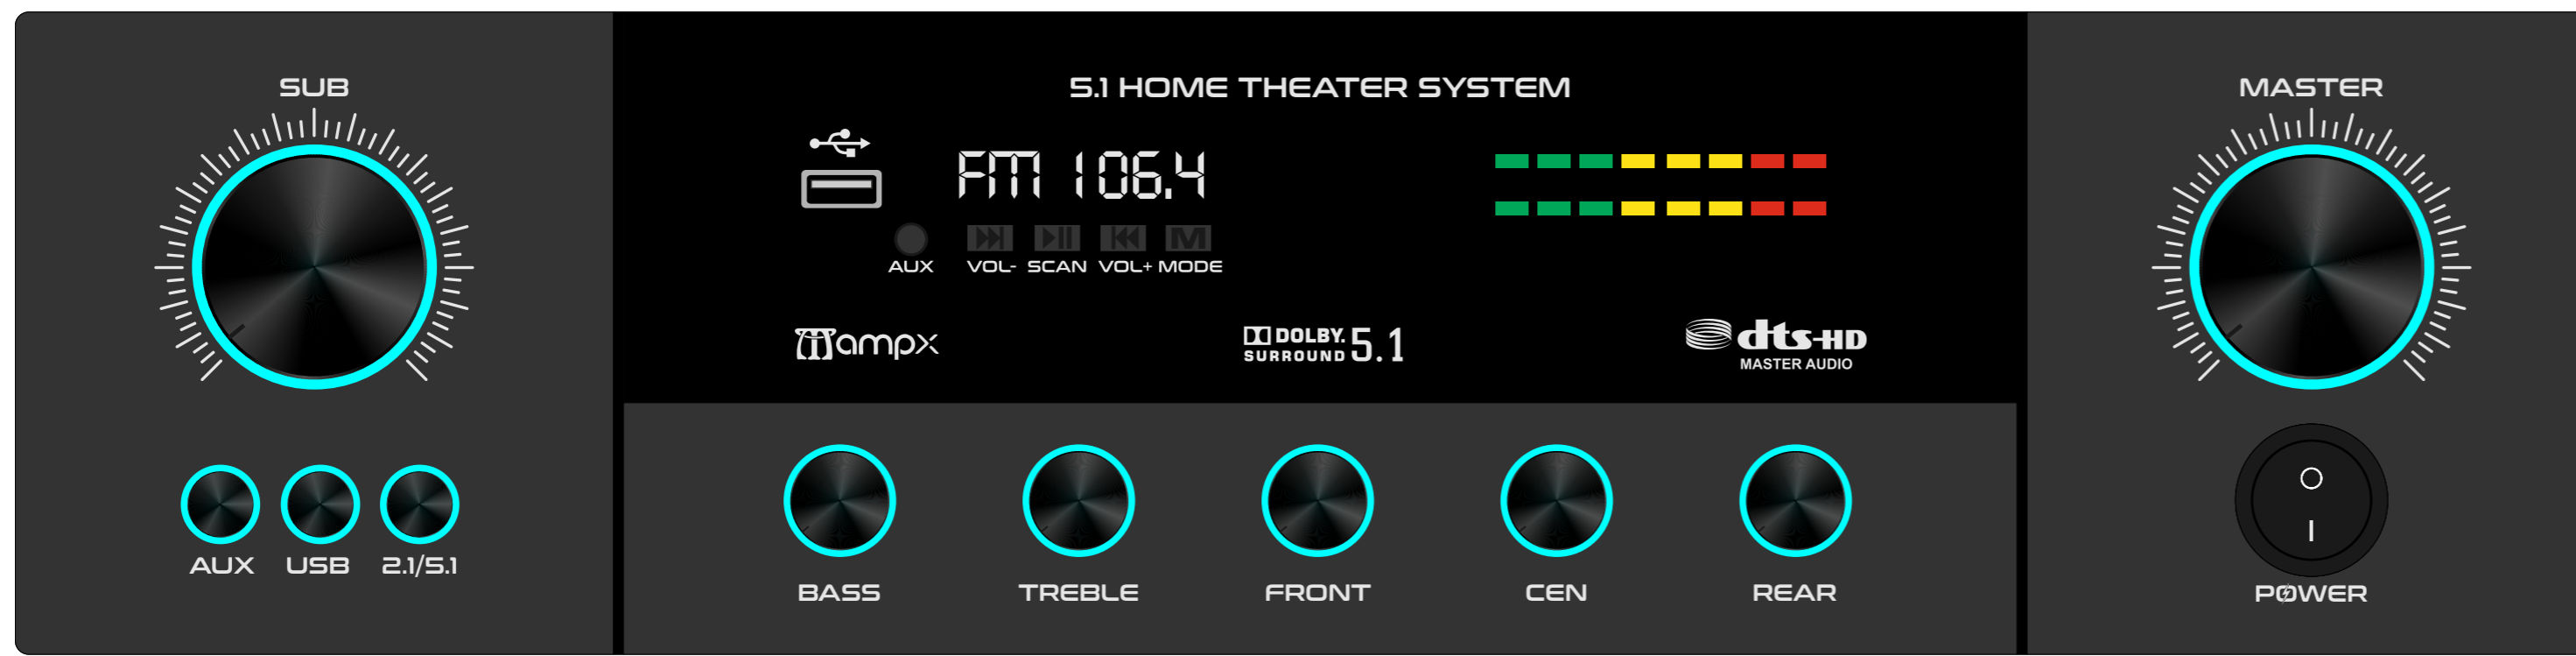 SUB
5.1 HOME THEATER SYSTEM
MASTER
FM 106.4
M
AUX VOL- SCAN VOL+ MODE
ampx
DOLBY.
SURROUND 5.1
dts-HD
MASTER AUDIO
AUX USB 2.1/5.1
BASS TREBLE FRONT CEN REAR
POWER